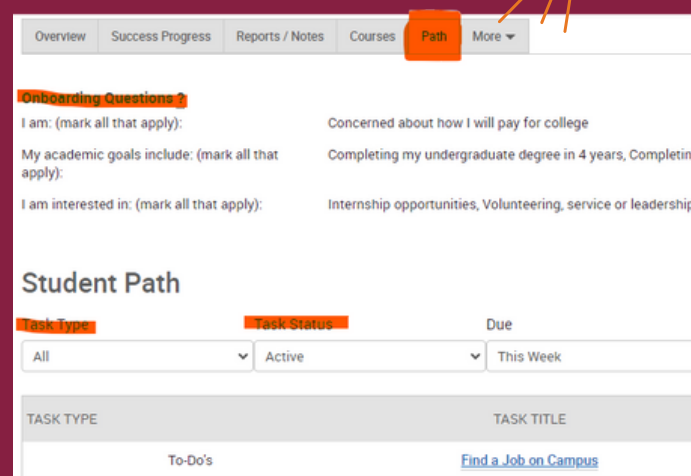 Overview Success Progress Reports / Notes Courses Path More
Onboarding Questions ?
I am: (mark all that apply): Concerned about how I will pay for college
My academic goals include: (mark all that Completing my undergraduate degree in 4 years, Completin
apply):
I am interested in: (mark all that apply): Internship opportunities, Volunteering, service or leadership
Student Path
Task Type Task Status Due
All Active This Week
TASK TYPE TASK TITLE
To-Do's Find a Job on Campus